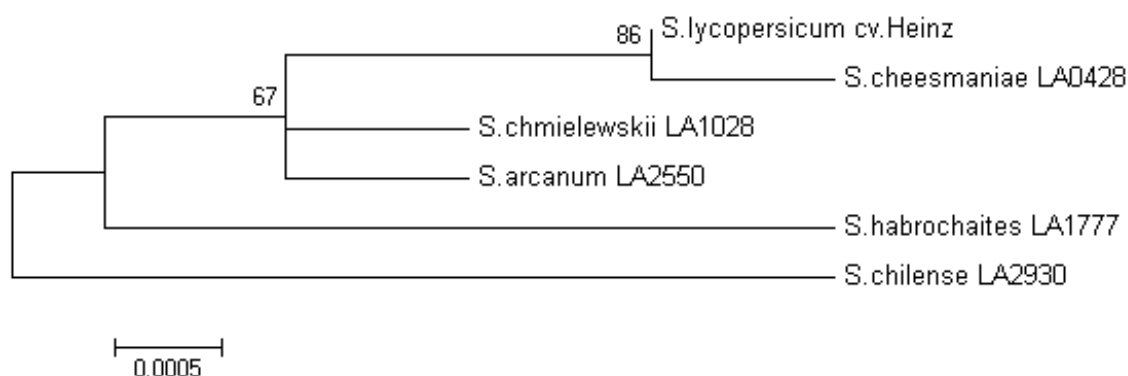 86
S.lycopersicum cv.Heinz
S.cheesmaniae LA0428
67
S.chmielewskii LA1028
S.arcanum LA2550
S.habrochaites LA1777
S.chilense LA2930
0.0005